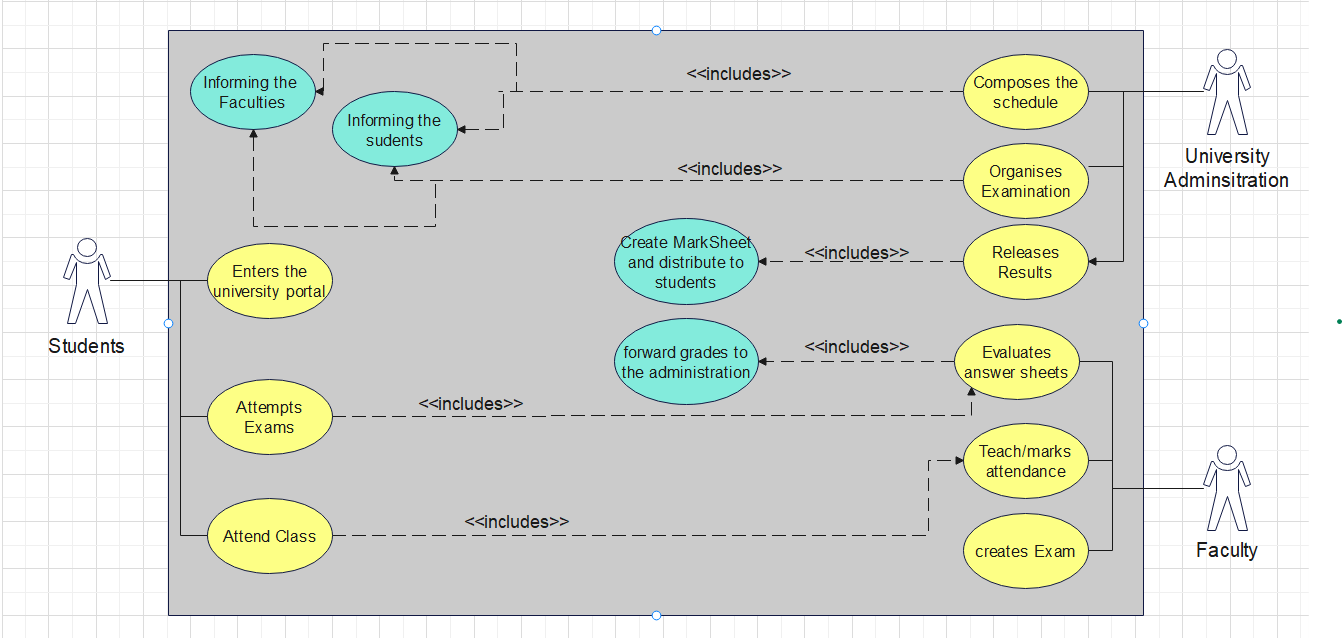 Informing the
Faculties
Informing the
sudents
<<includes>>
Composes the
schedule
University
Adminsitration
<<includes>>
Organises
Examination
Create MarkSheet
and distribute to
students
<<includes>>
Releases
Results
Enters the
university portal
Students
forward grades to
the administration
<<includes>>
Evaluates
answer sheets
Attempts
Exams
<<includes>>
Teach/marks
attendance
Attend Class
<<includes>>
creates Exam
Faculty